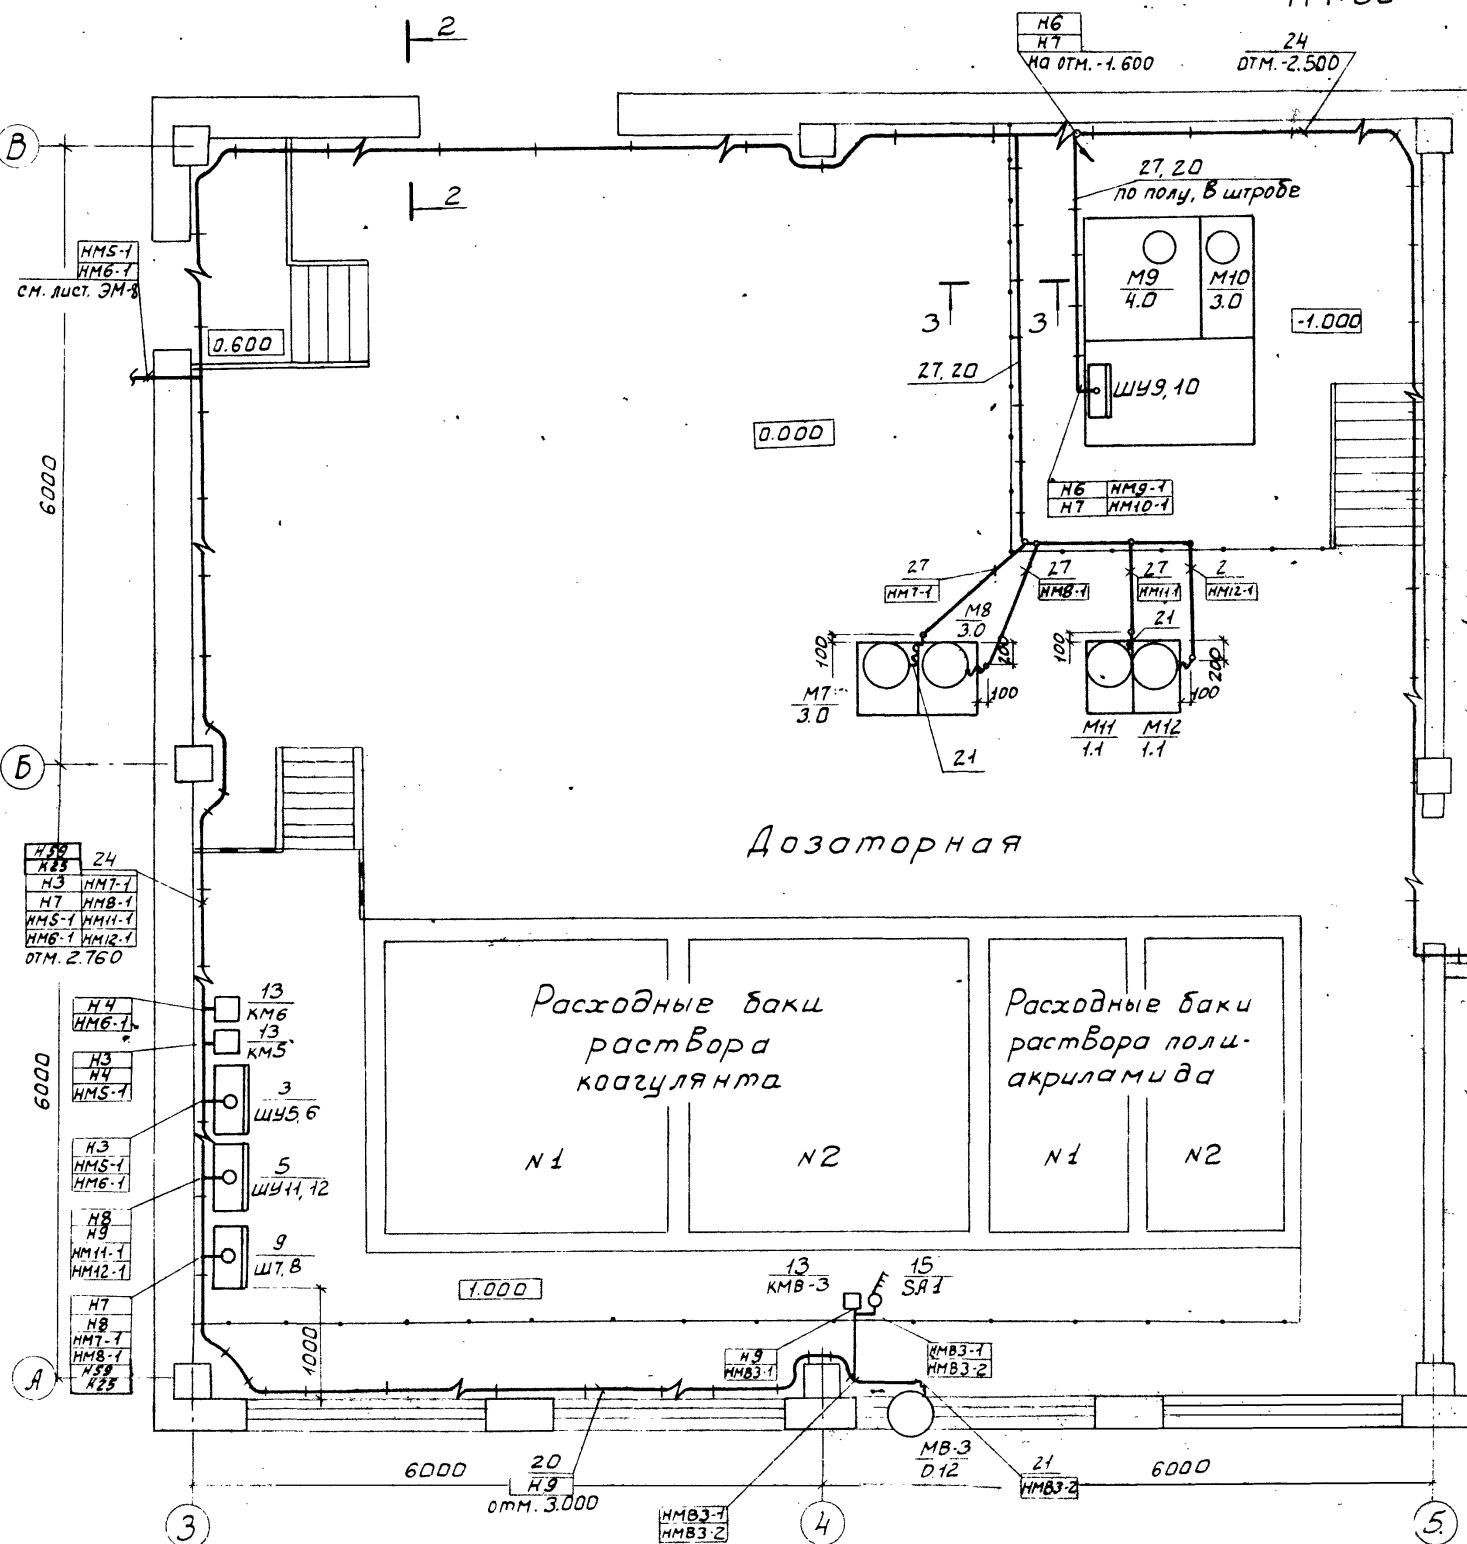 2
Н6
Н7
на отм.-1.600
24
отм.-2.500
В
2
27, 20
по полу, в штробе
НМ5-1
НМ6-1
см. лист. ЭМ-8
М9
4.0
М10
3.0
3
3
-1.000
0.600
27, 20
ШУ9, 10
0.000
6000
Н6
НМ9-1
Н7
НМ10-1
27
НМ7-1
27
НМ8-1
27
НМ11-1
2
НМ12-1
М8
3.0
21
100
200
100
200
М7
3.0
100
100
М11
1.1
М12
1.1
21
Б
Дозаторная
Н59
К25
24
Н3
НМ7-1
Н7
НМ8-1
НМ5-1
НМ11-1
НМ6-1
НМ12-1
отм. 2.760
Н4
НМ6-1
13
КМ6
13
КМ5
Н3
Н4
НМ5-1
3
ШУ5, 6
Расходные баки
раствора
коагулянта
Расходные баки
раствора поли-
акриламида
6000
Н3
НМ5-1
НМ6-1
5
ШУ11, 12
N1
N2
N1
N2
Н8
Н9
НМ11-1
НМ12-1
9
Ш7, 8
1.000
13
КМВ-3
15
SA1
Н7
Н8
НМ7-1
НМ8-1
Н59
К25
1000
Н9
НМВ3-1
НМВ3-1
НМВ3-2
А
6000
20
Н9
отм. 3.000
МВ-3
0.12
21
НМВ3-2
6000
НМВ3-1
НМВ3-2
3
4
5